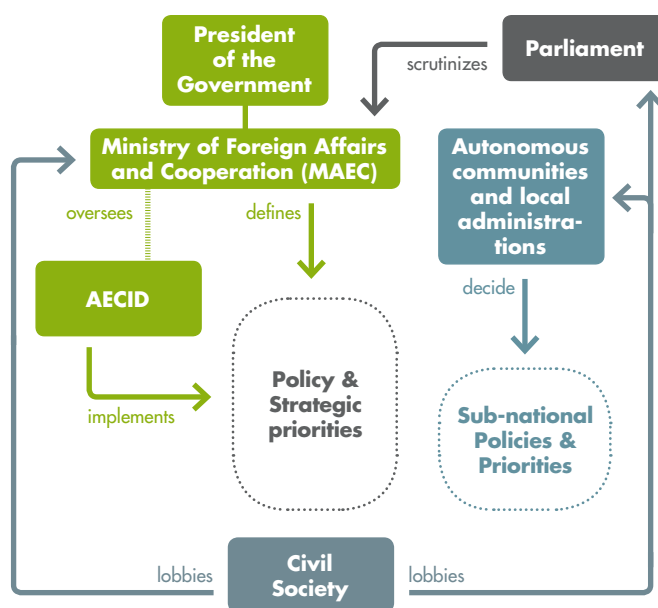 President
of the
Government
Parliament
scrutinizes
Ministry of Foreign Affairs
and Cooperation (MAEC)
Autonomous
communities
and local
administra-
tions
oversees
defines
AECID
decide
implements
Policy &
Strategic
priorities
Sub-national
Policies &
Priorities
lobbies
Civil
Society
lobbies